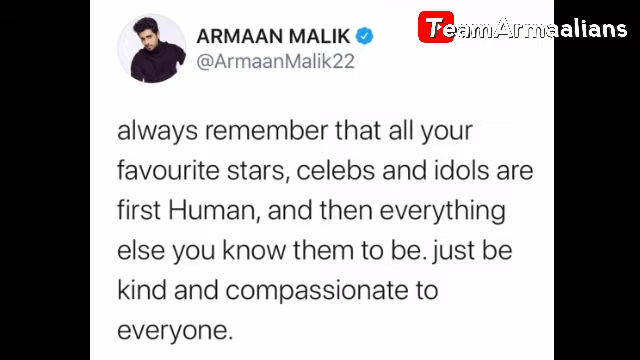 ARMAAN MALIK
@ArmaanMalik22
TeamArmaalians
always remember that all your
favourite stars, celebs and idols are
first Human, and then everything
else you know them to be. just be
kind and compassionate to
everyone.